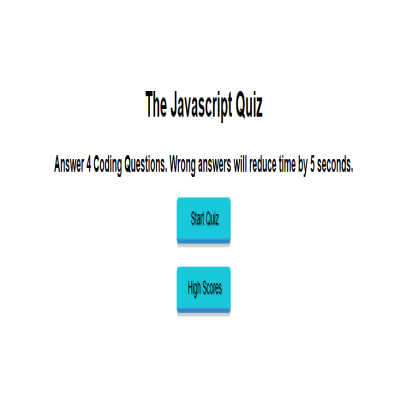 The Javascript Quiz
Answer 4 Coding Questions. Wrong answers will reduce time by 5 seconds.
Start Quiz
High Scores